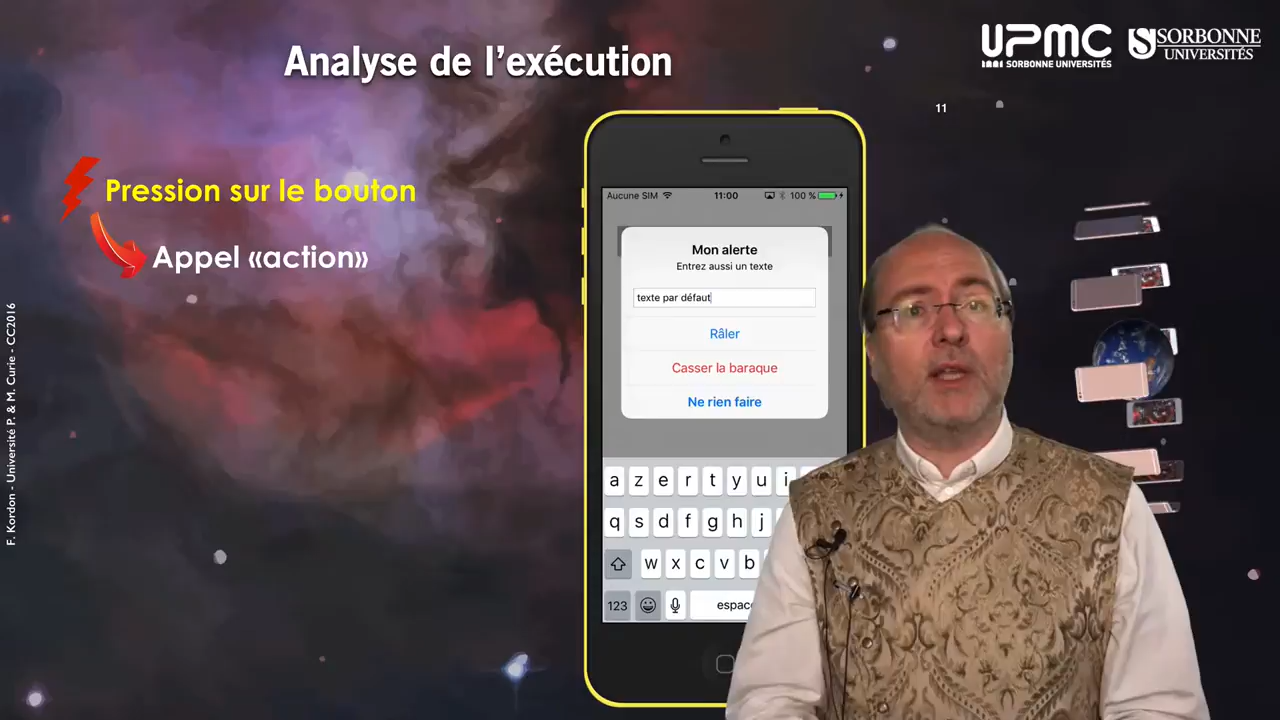 Analyse de l'exécution
UPMC
SORBONNE UNIVERSITÉS
SORBONNE
UNIVERSITÉS
11
Pression sur le bouton
Appel «action»
F. Kordon - Université P. & M. Curie - CC2016
Aucune SIM 11:00 100 %
Mon alerte
Entrez aussi un texte
texte par défaut
Râler
Casser la baraque
Ne rien faire
a z e r t y u i
q s d f g h j
w x c v b
123 espace